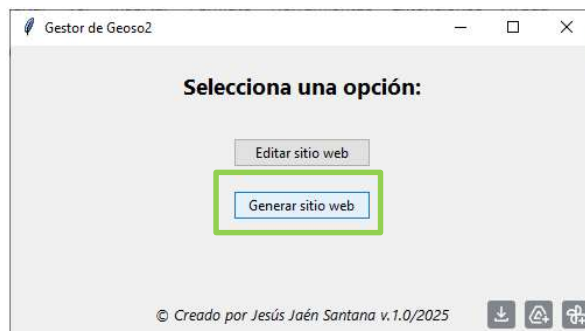 Gestor de Geoso2
Selecciona una opción:
Editar sitio web
Generar sitio web
© Creado por Jesús Jaén Santana v.1.0/2025